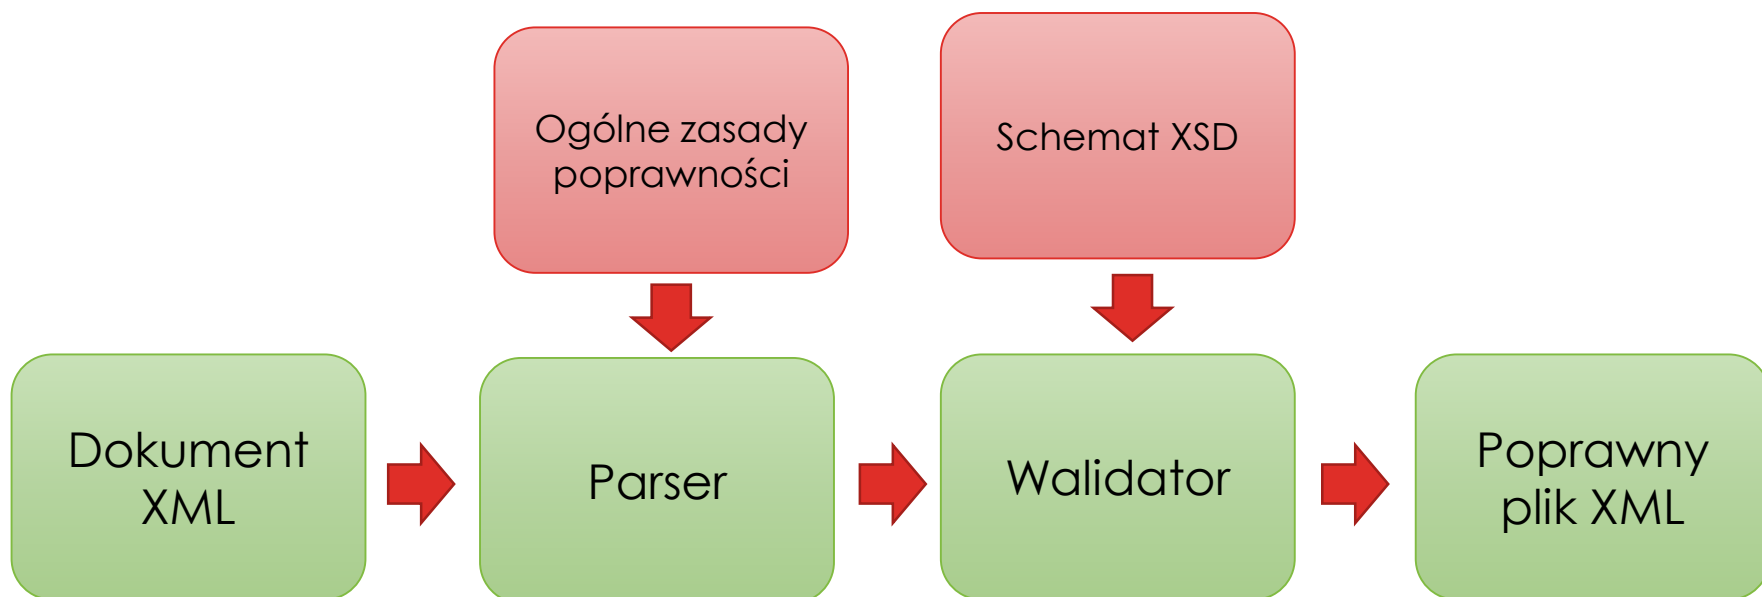 Ogólne zasady
poprawności
Schemat XSD
Dokument
XML
Parser
Walidator
Poprawny
plik XML